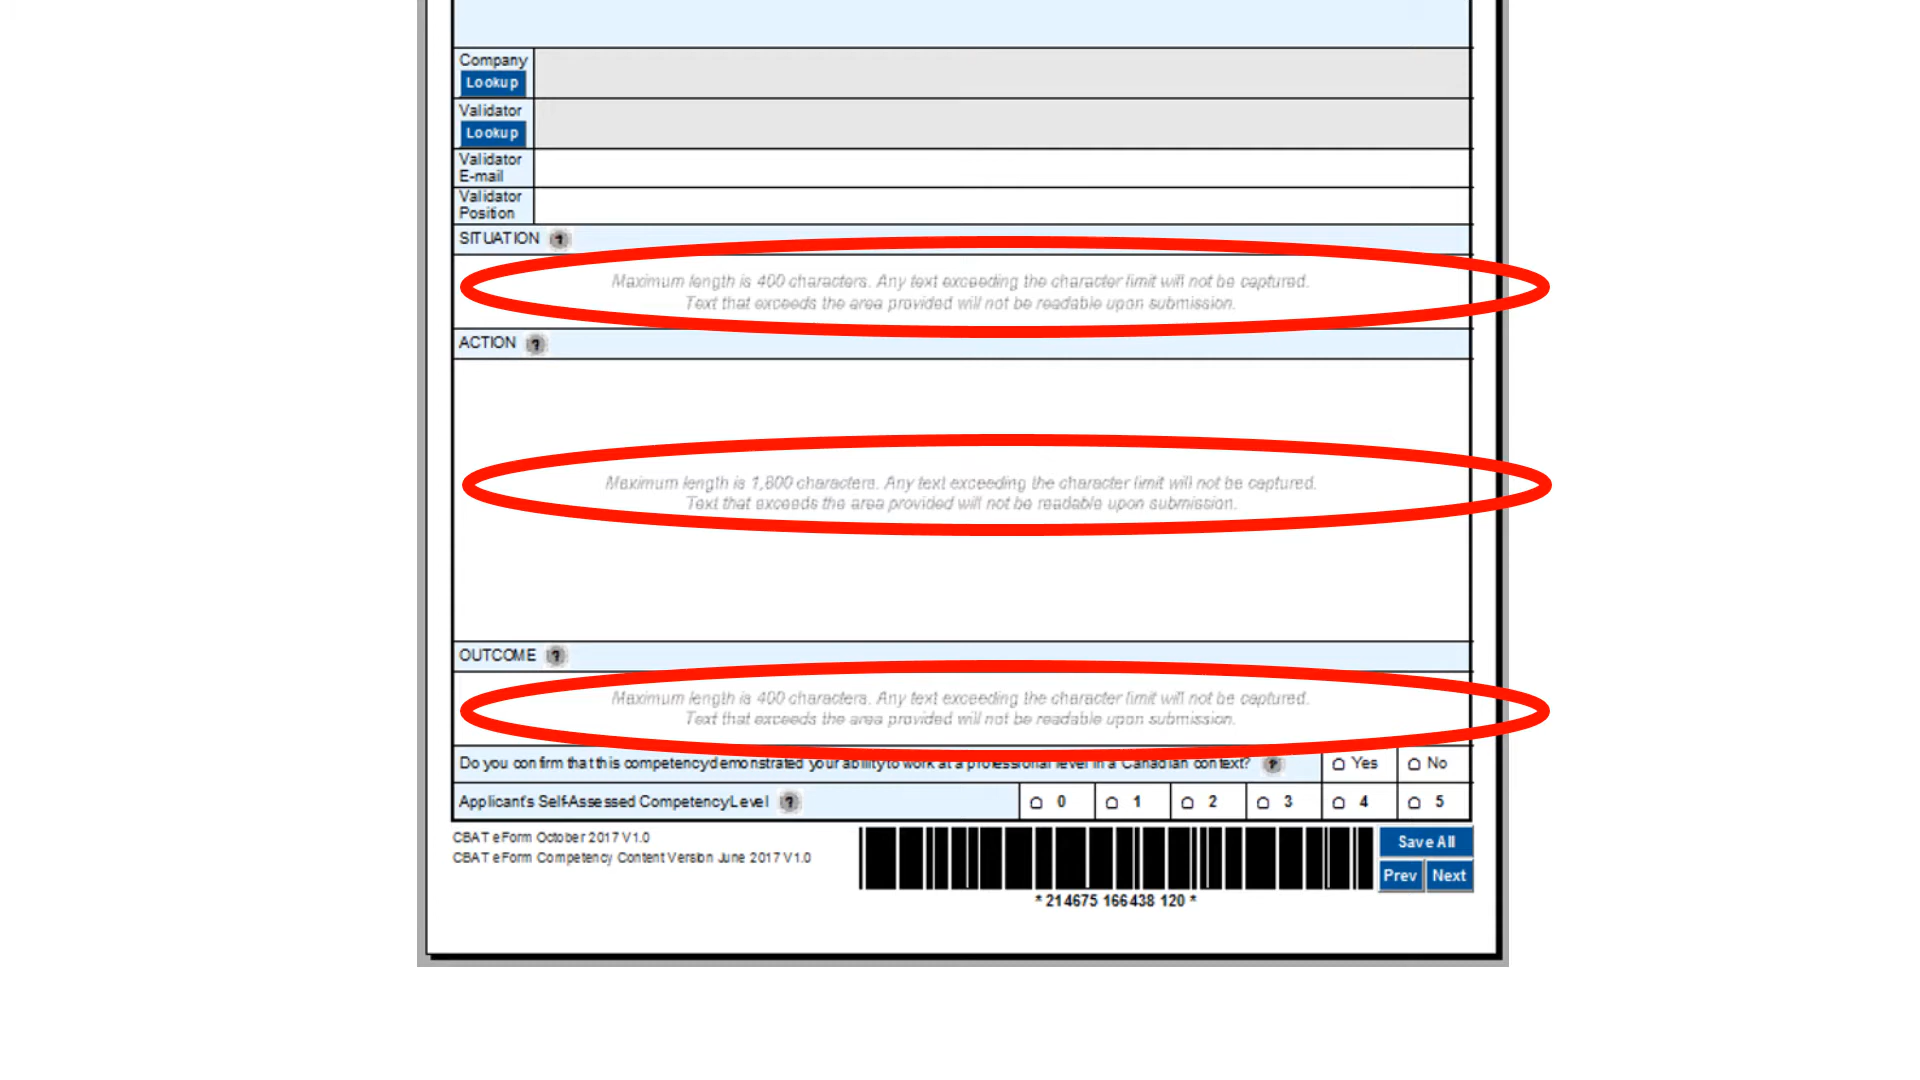 Company
Lookup
Validator
Lookup
Validator
E-mail
Validator
Position
SITUATION ?
Maximum length is 400 characters. Any text exceeding the character limit will not be captured.
Text that exceeds the area provided will not be readable upon submission.
ACTION ?
Maximum length is 1,800 characters. Any text exceeding the character limit will not be captured.
Text that exceeds the area provided will not be readable upon submission.
OUTCOME ?
Maximum length is 400 characters. Any text exceeding the character limit will not be captured.
Text that exceeds the area provided will not be readable upon submission.
Do you confirm that this competency demonstrated your ability to work at a professional level in a Canadian context? ? Yes No
Applicant's Self-Assessed Competency Level ? 0 1 2 3 4 5
CBAT eForm October 2017 V1.0
CBAT eForm Competency Content Version June 2017 V1.0
Save All
Prev Next
* 214675 166438 120 *